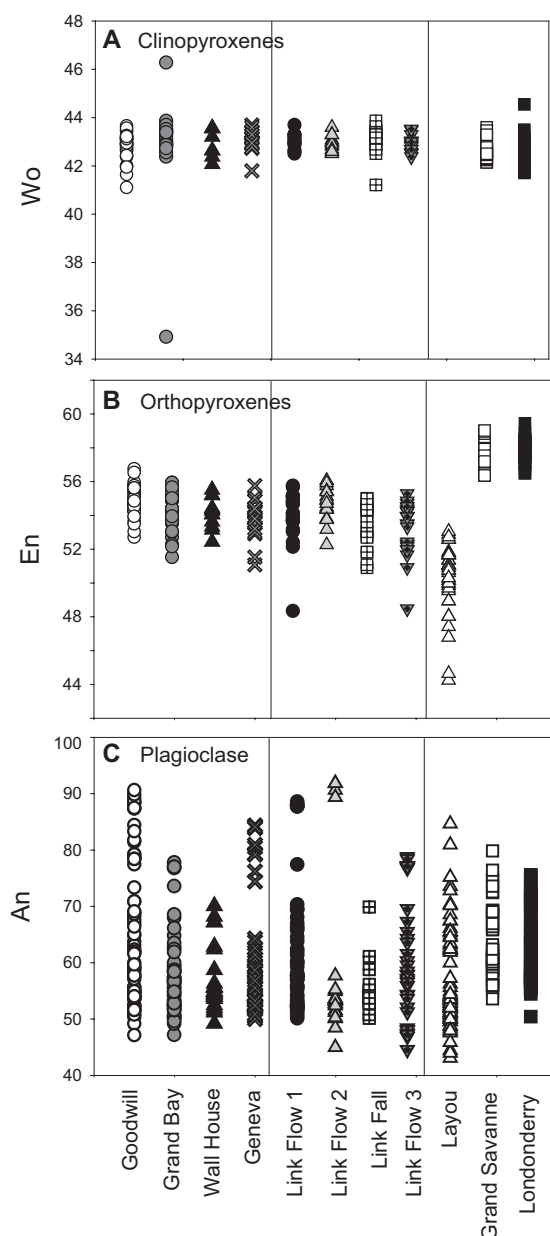 A Clinopyroxenes
48
46
44
42
40
38
36
34
Wo
B Orthopyroxenes
60
56
52
48
44
En
C Plagioclase
100
90
80
70
60
50
40
An
Goodwill
Grand Bay
Wall House
Geneva
Link Flow 1
Link Flow 2
Link Fall
Link Flow 3
Layou
Grand Savanne
Londonderry